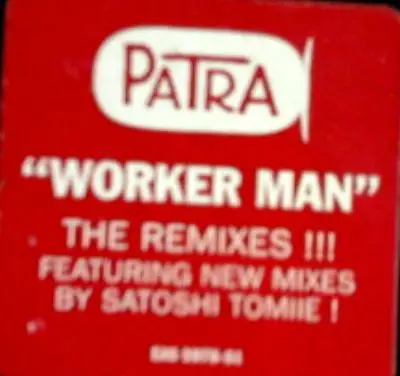 PATRA
"WORKER MAN"
THE REMIXES !!!
FEATURING NEW MIXES
BY SATOSHI TOMIIE !